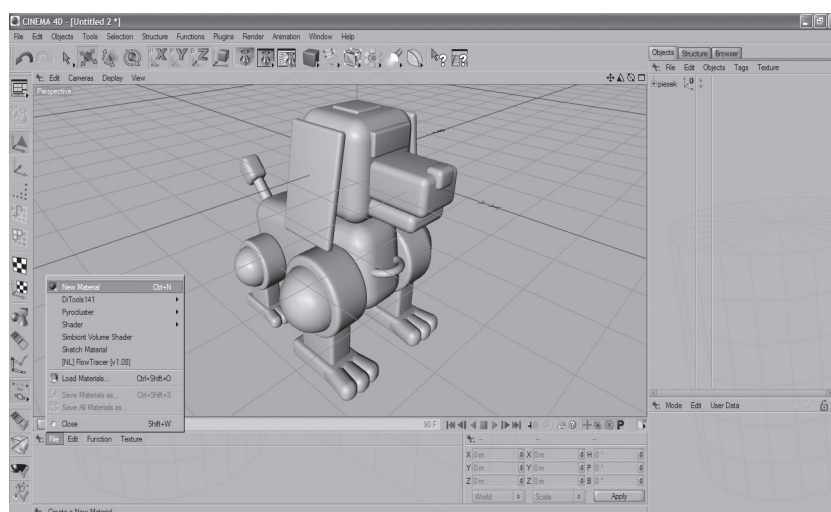 CINEMA 4D - [Untitled 2 *]
File Edit Objects Tools Selection Structure Functions Plugins Render Animation Window Help
Objects Structure Browser
Edit Cameras Display View
File Edit Objects Tags Texture
Perspective
piesek
New Material Ctrl+N
DiTools141
Pyrocluster
Shader
Simbiont Volume Shader
Sketch Material
[NL] FlowTracer [v1.08]
Load Materials... Ctrl+Shift+O
Save Materials as... Ctrl+Shift+S
Save All Materials as...
Close Shift+W
Mode Edit User Data
90 F
P
File Edit Function Texture
X 0 m X 0 m H 0 °
Y 0 m Y 0 m P 0 °
Z 0 m Z 0 m B 0 °
World Scale Apply
Create a New Material